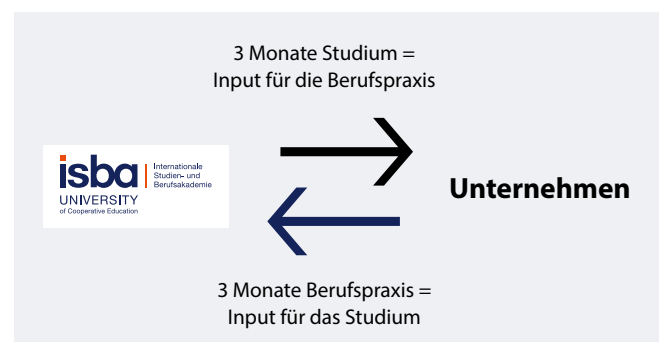 3 Monate Studium =
Input für die Berufspraxis
isba
Internationale
Studien- und
Berufsakademie
UNIVERSITY
of Cooperative Education
Unternehmen
3 Monate Berufspraxis =
Input für das Studium